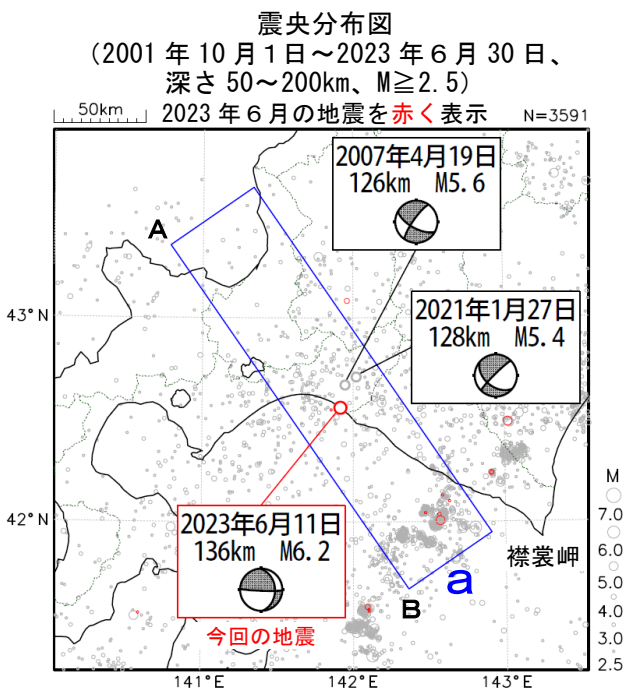 震央分布図
（2001 年 10 月１日～2023 年６月 30 日、
深さ 50～200km、M≧2.5）
2023 年６月の地震を赤く表示
50km
N=3591
2007年4月19日
126km M5.6
A
43°N
2021年1月27日
128km M5.4
2023年6月11日
136km M6.2
今回の地震
42°N
襟裳岬
a
B
M
7.0
6.0
5.0
4.0
3.0
2.5
141°E
142°E
143°E